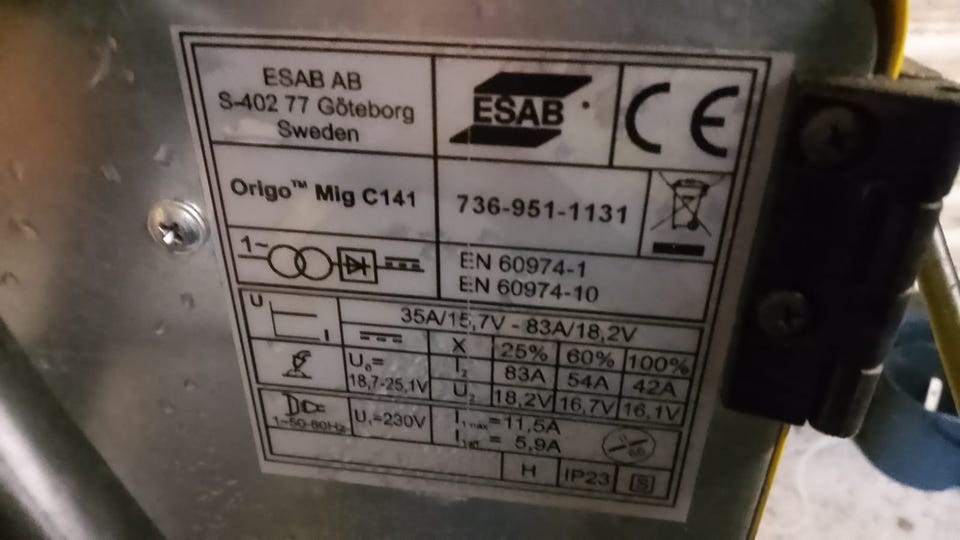 ESAB AB
S-402 77 Göteborg
Sweden
ESAB
CE
Origo™ Mig C141
736-951-1131
1~
EN 60974-1
EN 60974-10
U
I
35A/15,7V - 83A/18,2V
X 25% 60% 100%
U₀=
18,7-25,1V
I₂ 83A 54A 42A
U₂ 18,2V 16,7V 16,1V
1~50-60Hz
U₁=230V
I₁max=11,5A
I₁eff= 5,9A
H IP23 S